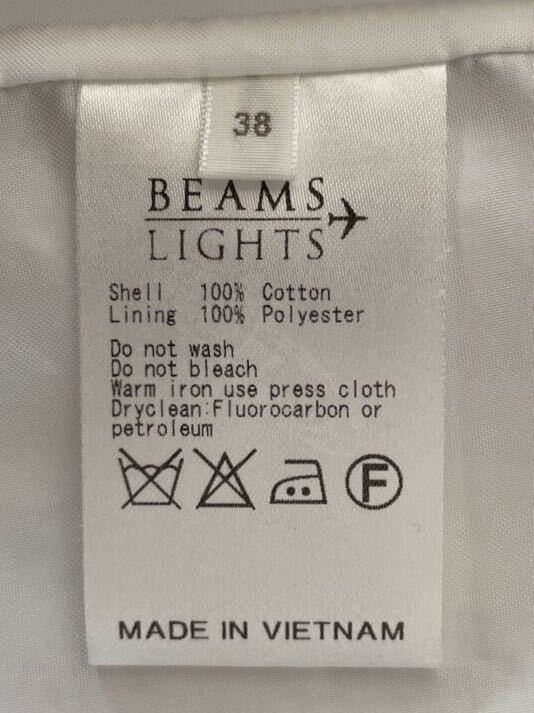 38
BEAMS
LIGHTS
Shell 100% Cotton
Lining 100% Polyester
Do not wash
Do not bleach
Warm iron use press cloth
Dryclean:Fluorocarbon or
petroleum
F
MADE IN VIETNAM